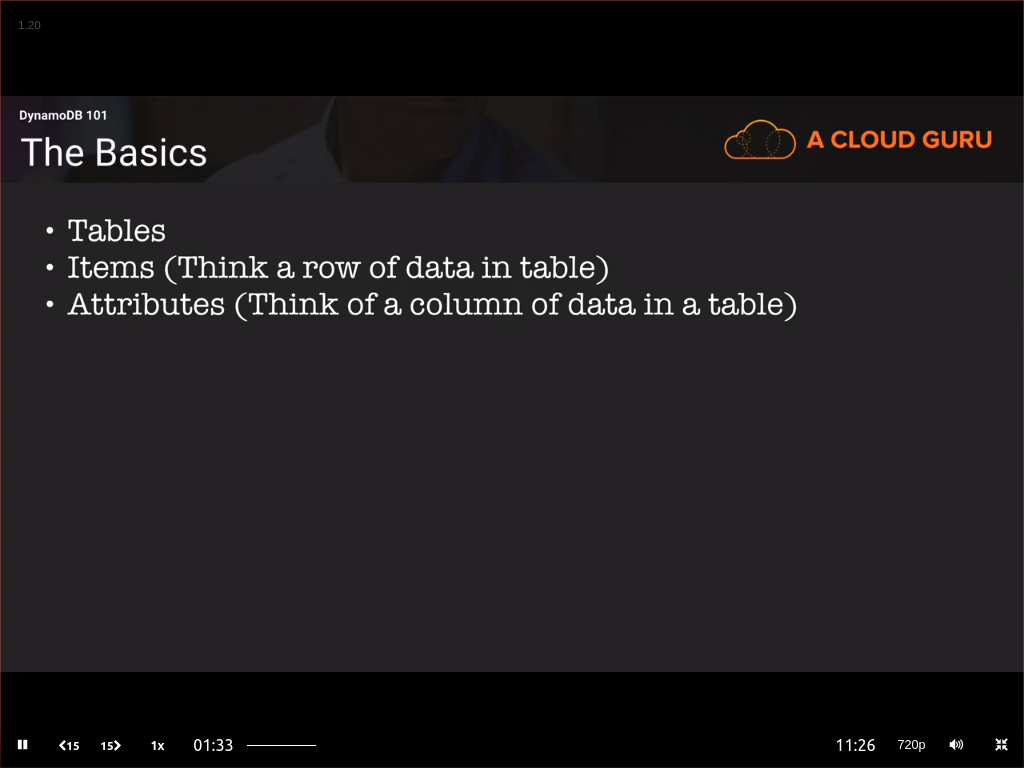 1.20
DynamoDB 101
The Basics
A CLOUD GURU
• Tables
• Items (Think a row of data in table)
• Attributes (Think of a column of data in a table)
15 15 1x 01:33 11:26 720p